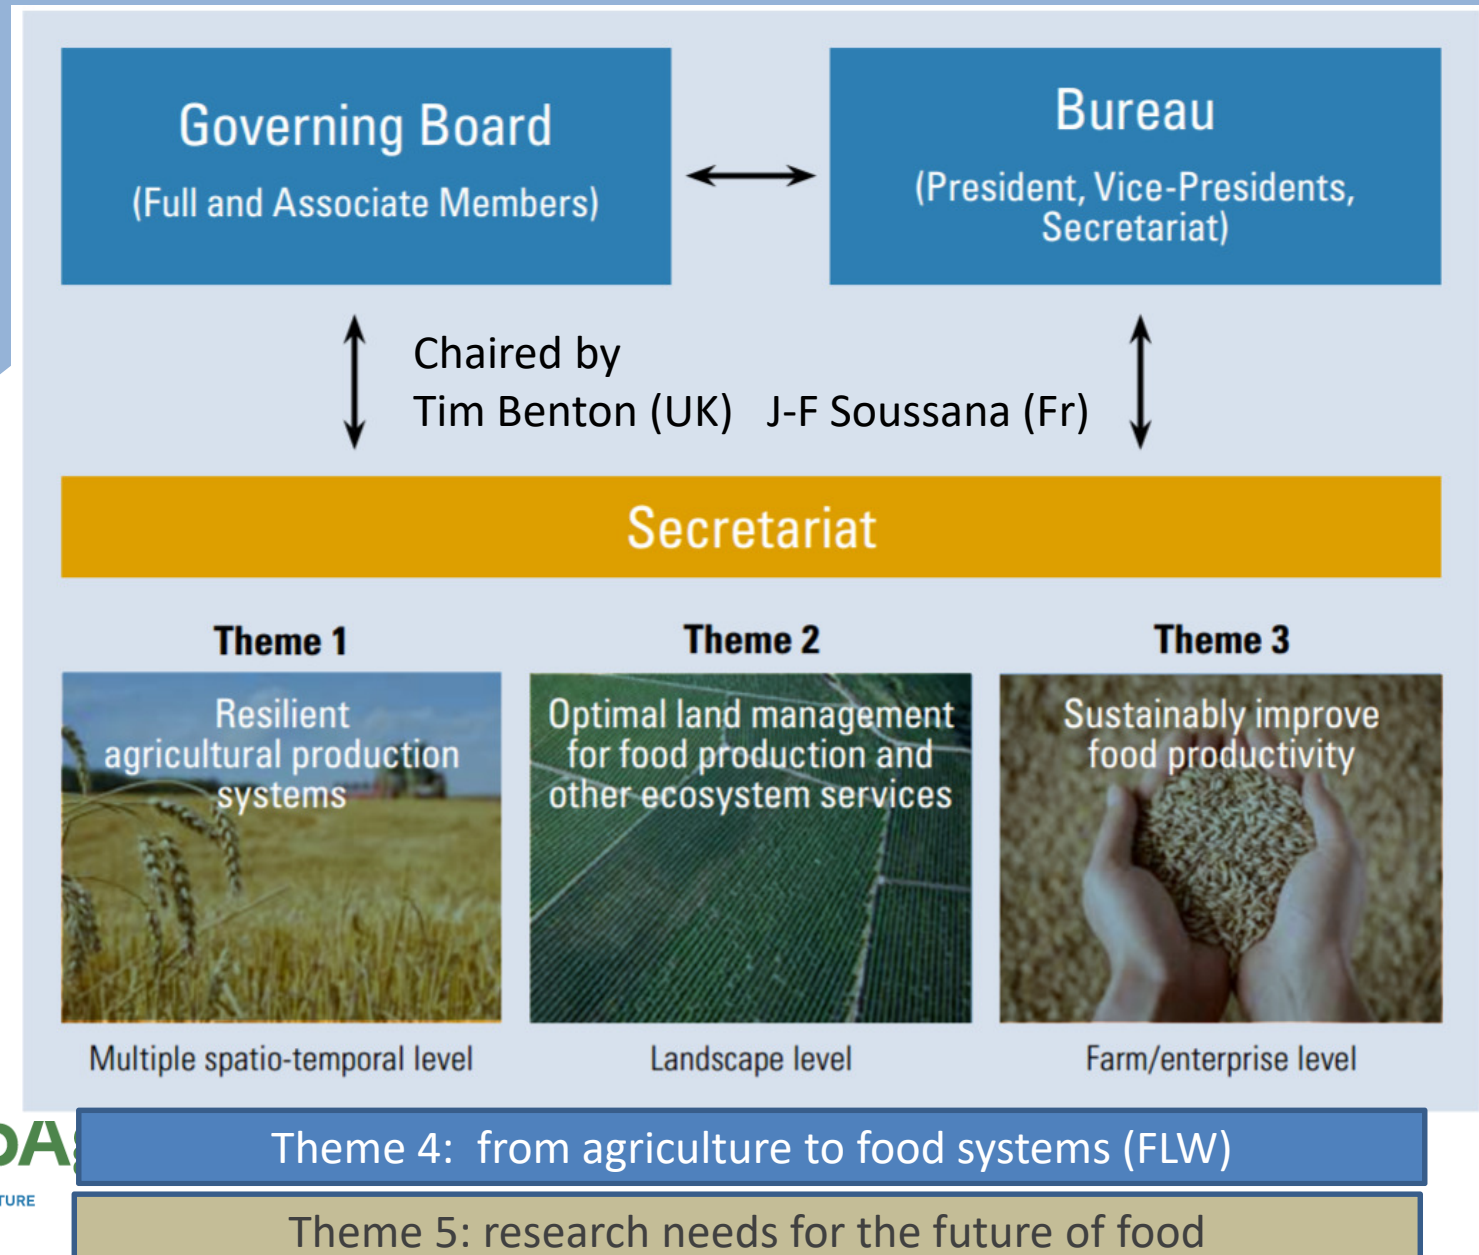 Governing Board
(Full and Associate Members)
Bureau
(President, Vice-Presidents,
Secretariat)
Chaired by
Tim Benton (UK) J-F Soussana (Fr)
Secretariat
Theme 1
Resilient
agricultural production
systems
Multiple spatio-temporal level
Theme 2
Optimal land management
for food production and
other ecosystem services
Landscape level
Theme 3
Sustainably improve
food productivity
Farm/enterprise level
Theme 4: from agriculture to food systems (FLW)
TURE
Theme 5: research needs for the future of food